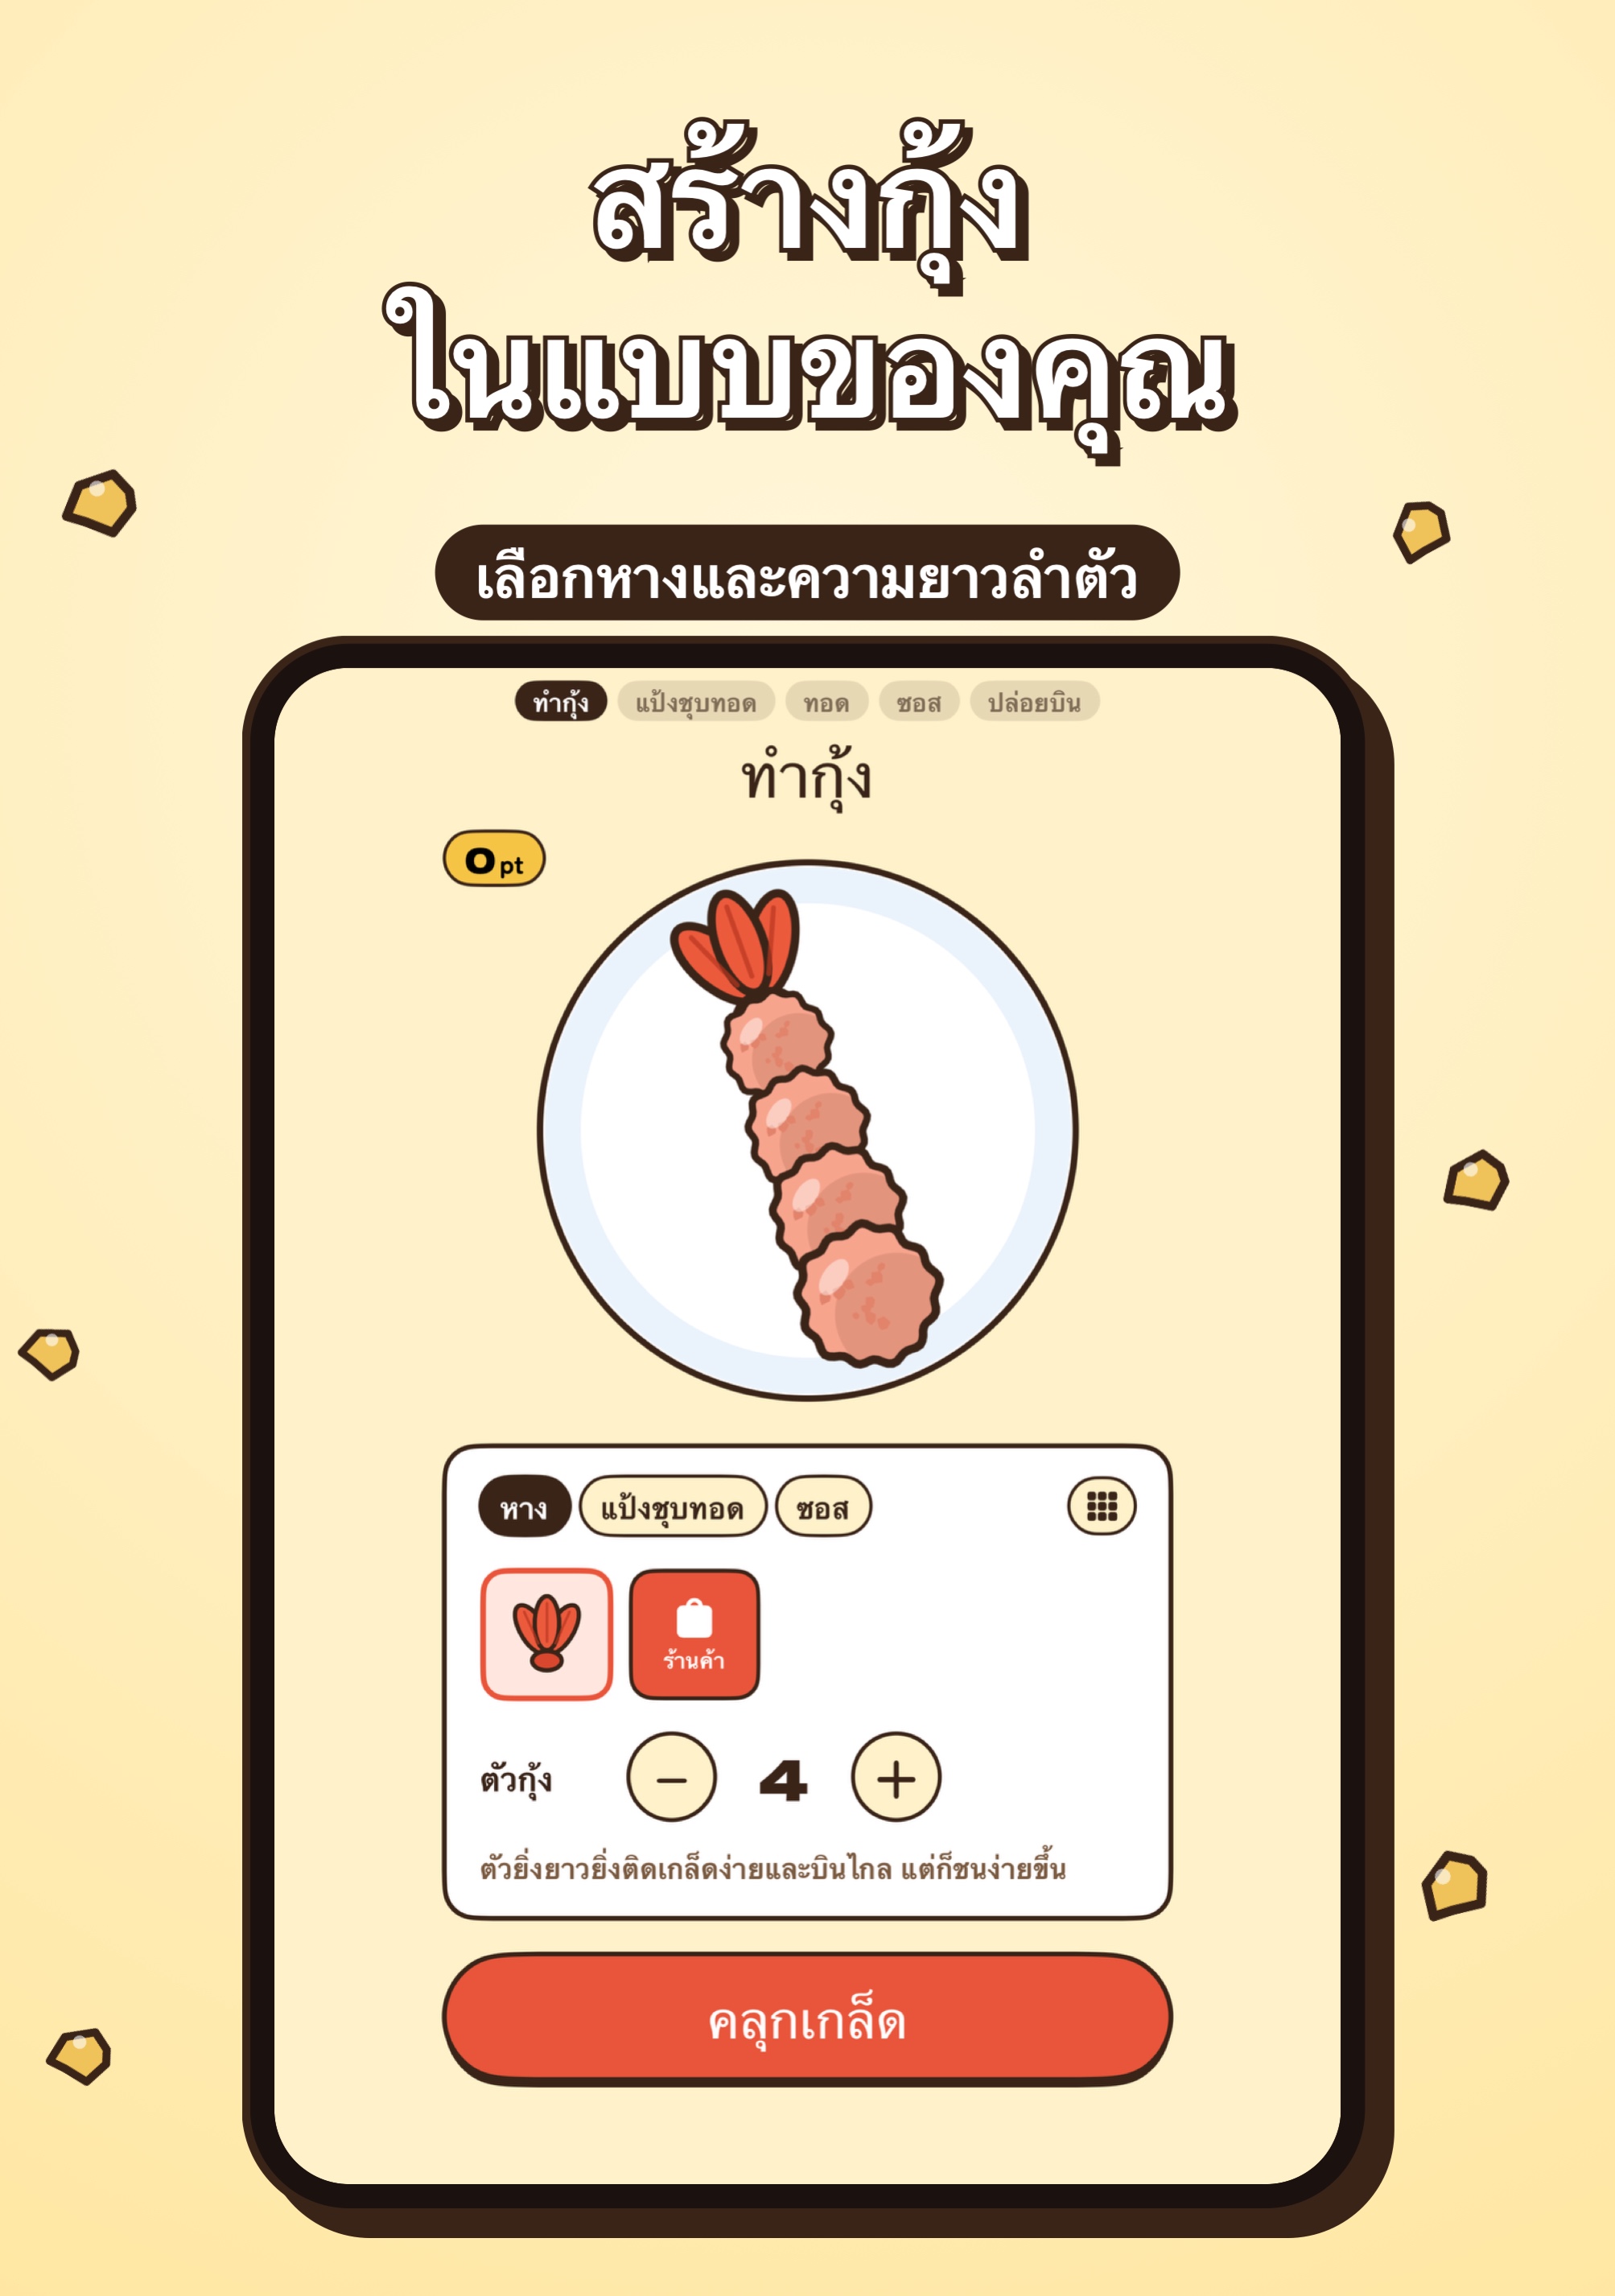 สร้างกุ้ง
ในแบบของคุณ
เลือกหางและความยาวลำตัว
ทำกุ้ง แป้งชุบทอด ทอด ซอส ปล่อยบิน
ทำกุ้ง
0 pt
หาง แป้งชุบทอด ซอส
ร้านค้า
ตัวกุ้ง − 4 +
ตัวยิ่งยาวยิ่งติดเกล็ดง่ายและบินไกล แต่ก็ชนง่ายขึ้น
คลุกเกล็ด